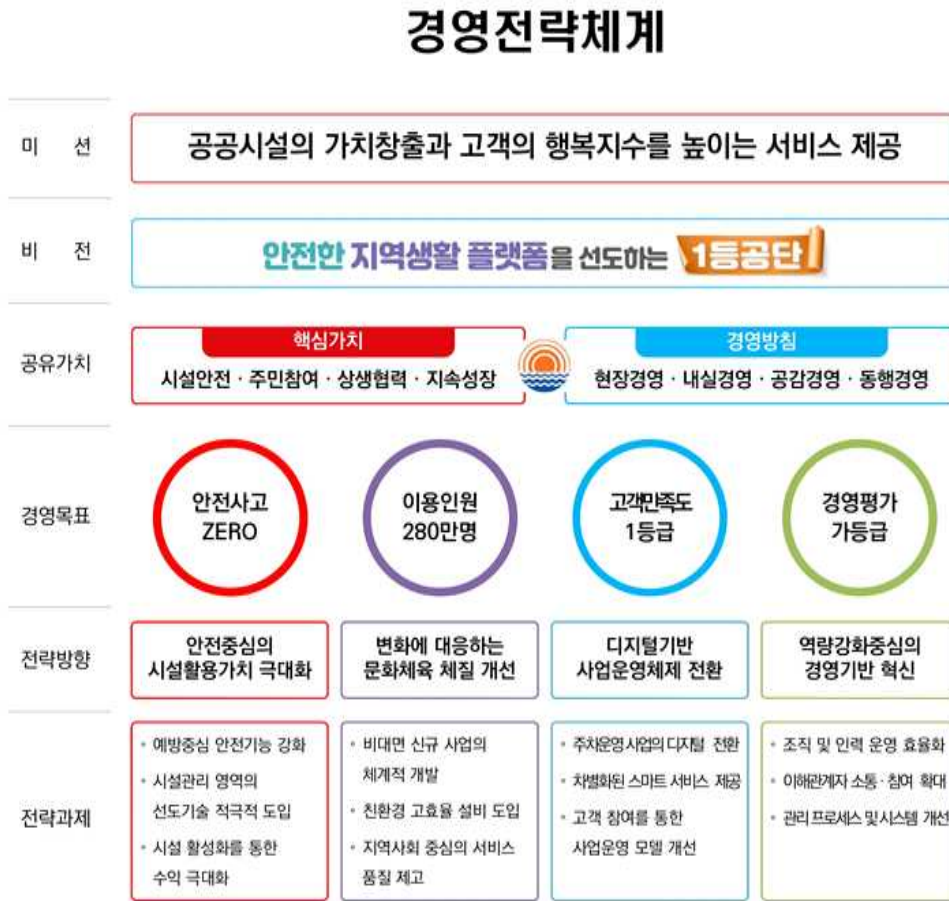 경영전략체계
미 션
공공시설의 가치창출과 고객의 행복지수를 높이는 서비스 제공
비 전
안전한 지역생활 플랫폼을 선도하는 1등공단
공유가치
핵심가치
시설안전 · 주민참여 · 상생협력 · 지속성장
경영방침
현장경영 · 내실경영 · 공감경영 · 동행경영
경영목표
안전사고
ZERO
이용인원
280만명
고객만족도
1등급
경영평가
가등급
전략방향
안전중심의
시설활용가치 극대화
변화에 대응하는
문화체육 체질 개선
디지털기반
사업운영체제 전환
역량강화중심의
경영기반 혁신
전략과제
• 예방중심 안전기능 강화
• 시설관리 영역의
선도기술 적극적 도입
• 시설 활성화를 통한
수익 극대화
• 비대면 신규 사업의
체계적 개발
• 친환경 고효율 설비 도입
• 지역사회 중심의 서비스
품질 제고
• 주차운영사업의 디지털 전환
• 차별화된 스마트 서비스 제공
• 고객 참여를 통한
사업운영 모델 개선
• 조직 및 인력 운영 효율화
• 이해관계자 소통 · 참여 확대
• 관리 프로세스 및 시스템 개선